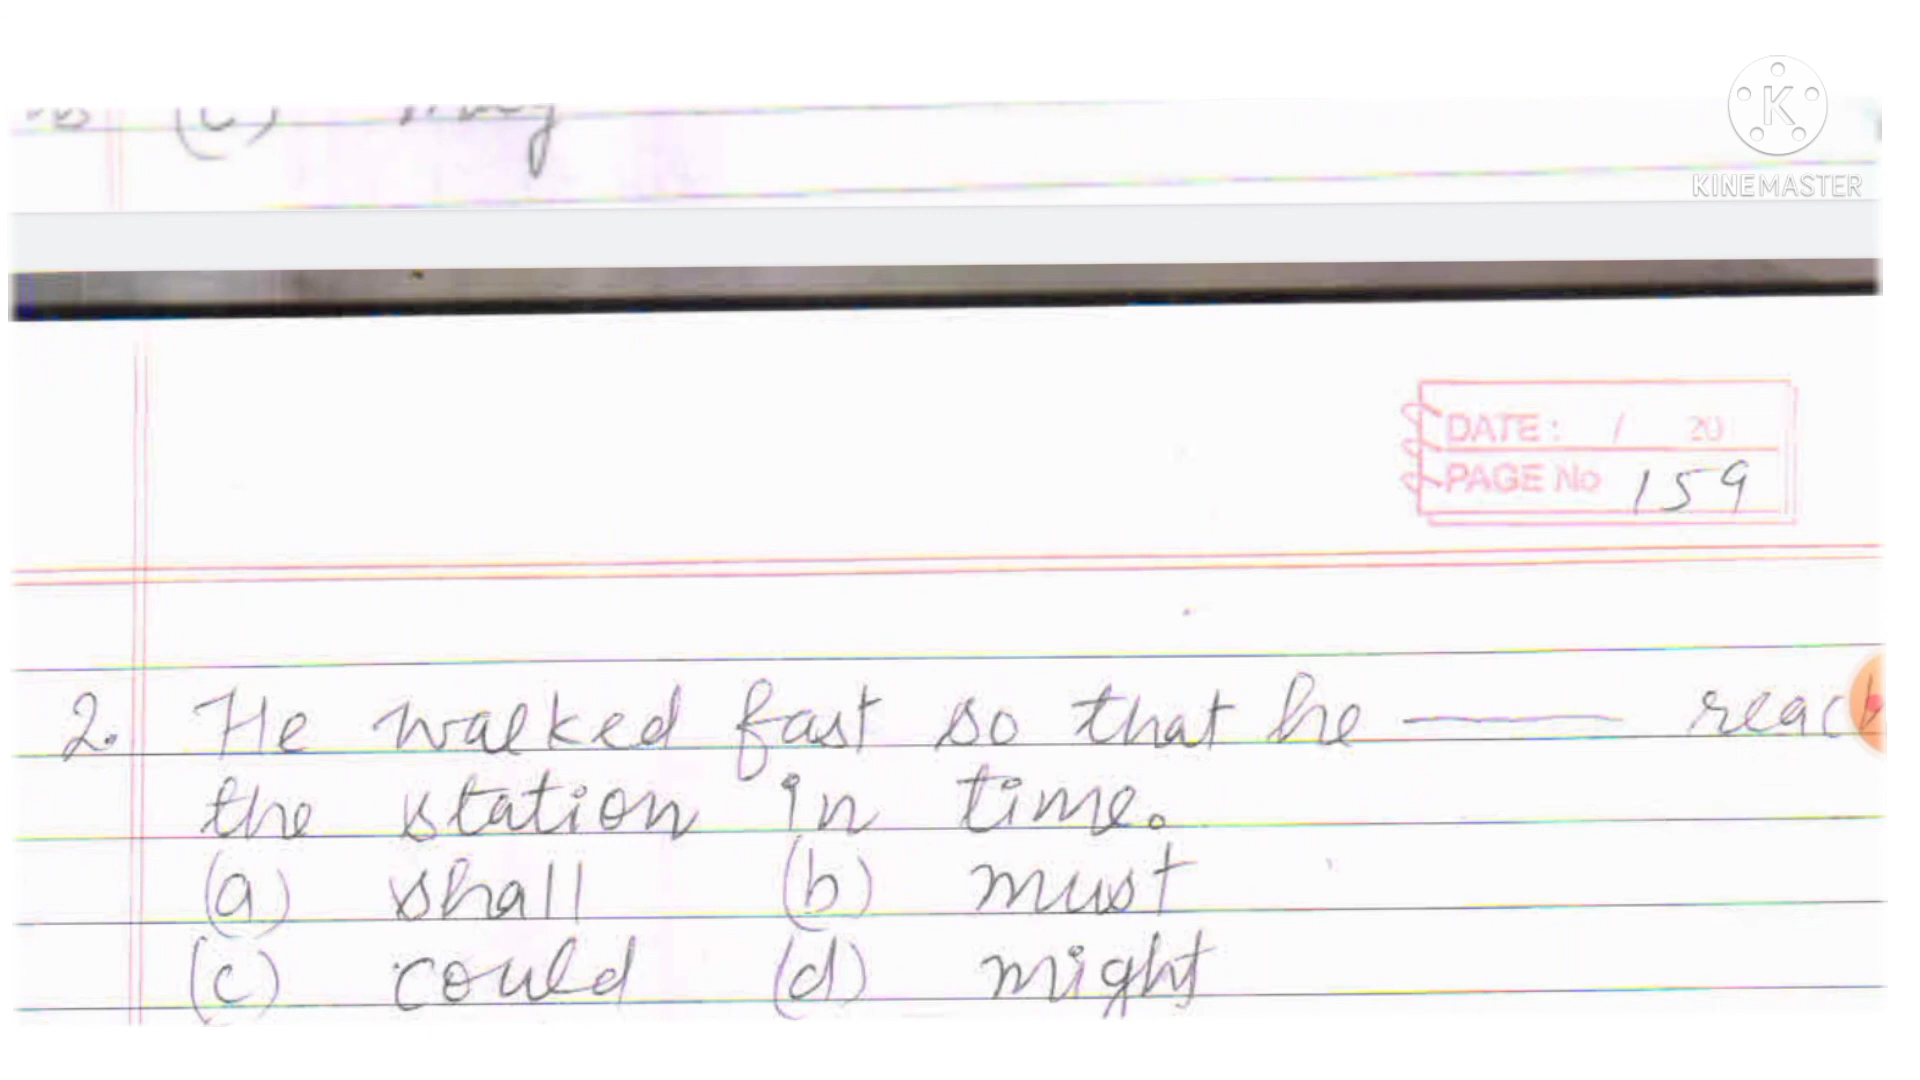 (c) may
KINEMASTER
DATE: / 20
PAGE No 159
2. He walked fast so that he ——— reach
the station in time.
(a) shall (b) must
(c) could (d) might